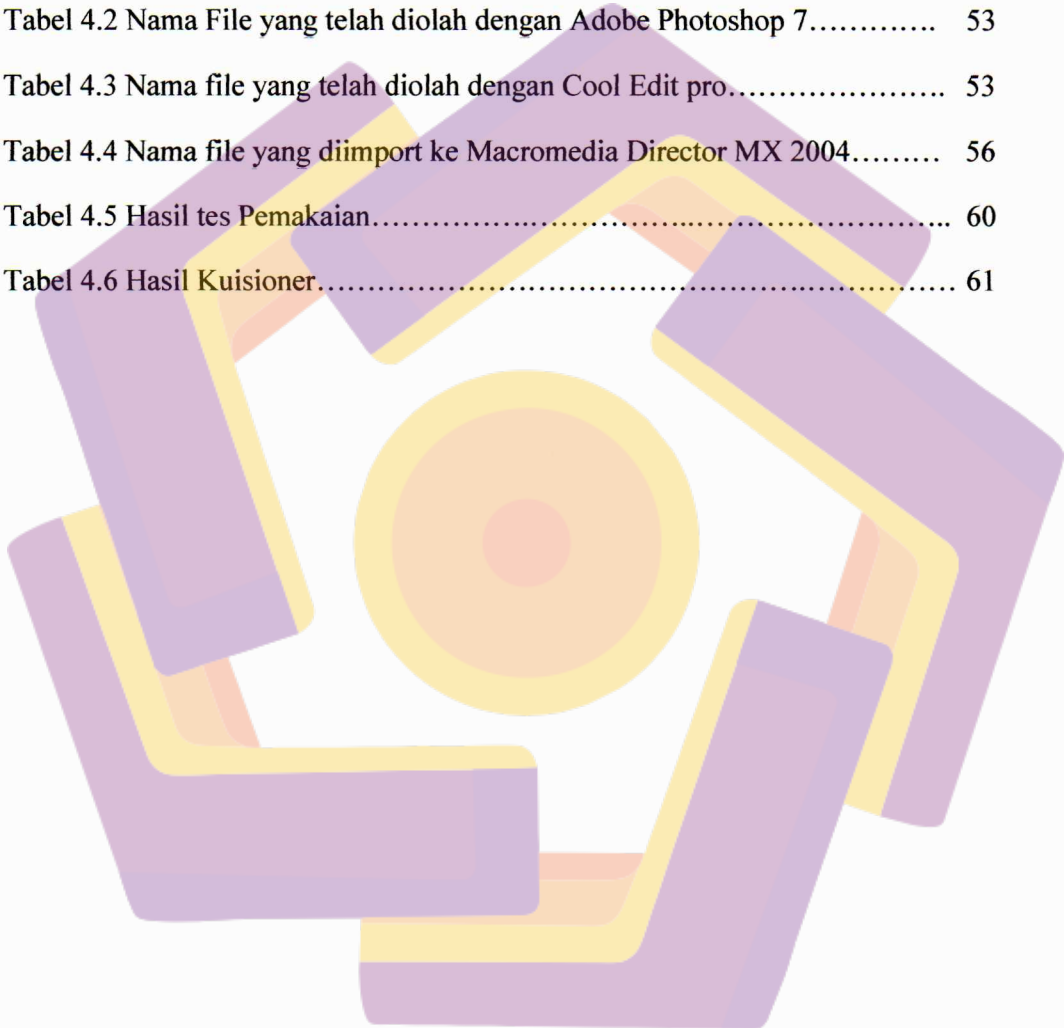 Tabel 4.2 Nama File yang telah diolah dengan Adobe Photoshop 7............. 53
Tabel 4.3 Nama file yang telah diolah dengan Cool Edit pro...................... 53
Tabel 4.4 Nama file yang diimport ke Macromedia Director MX 2004......... 56
Tabel 4.5 Hasil tes Pemakaian.......................................................... 60
Tabel 4.6 Hasil Kuisioner................................................................ 61